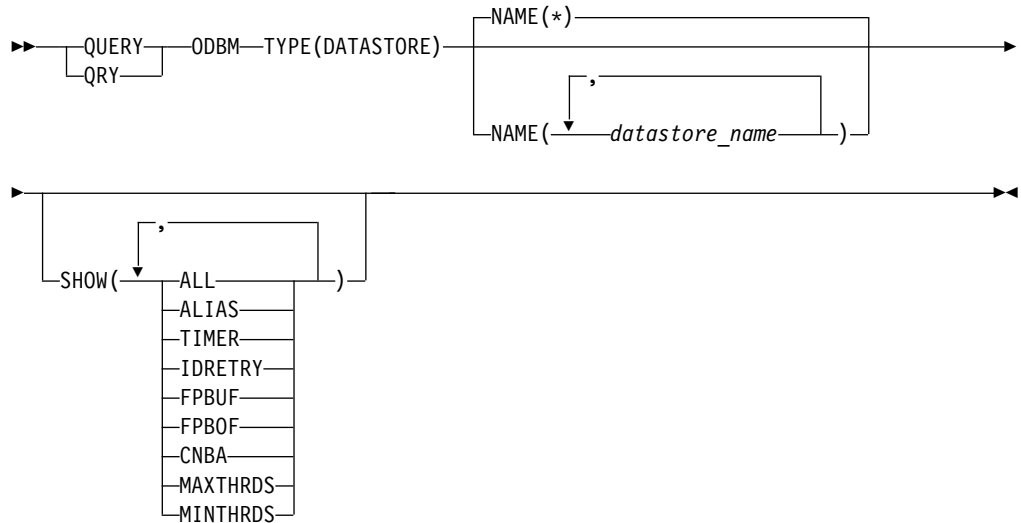 NAME(*)
QUERY ODBM TYPE(DATASTORE)
QRY
,
NAME( datastore_name )
,
SHOW( ALL )
ALIAS
TIMER
IDRETRY
FPBUF
FPBOF
CNBA
MAXTHRDS
MINTHRDS